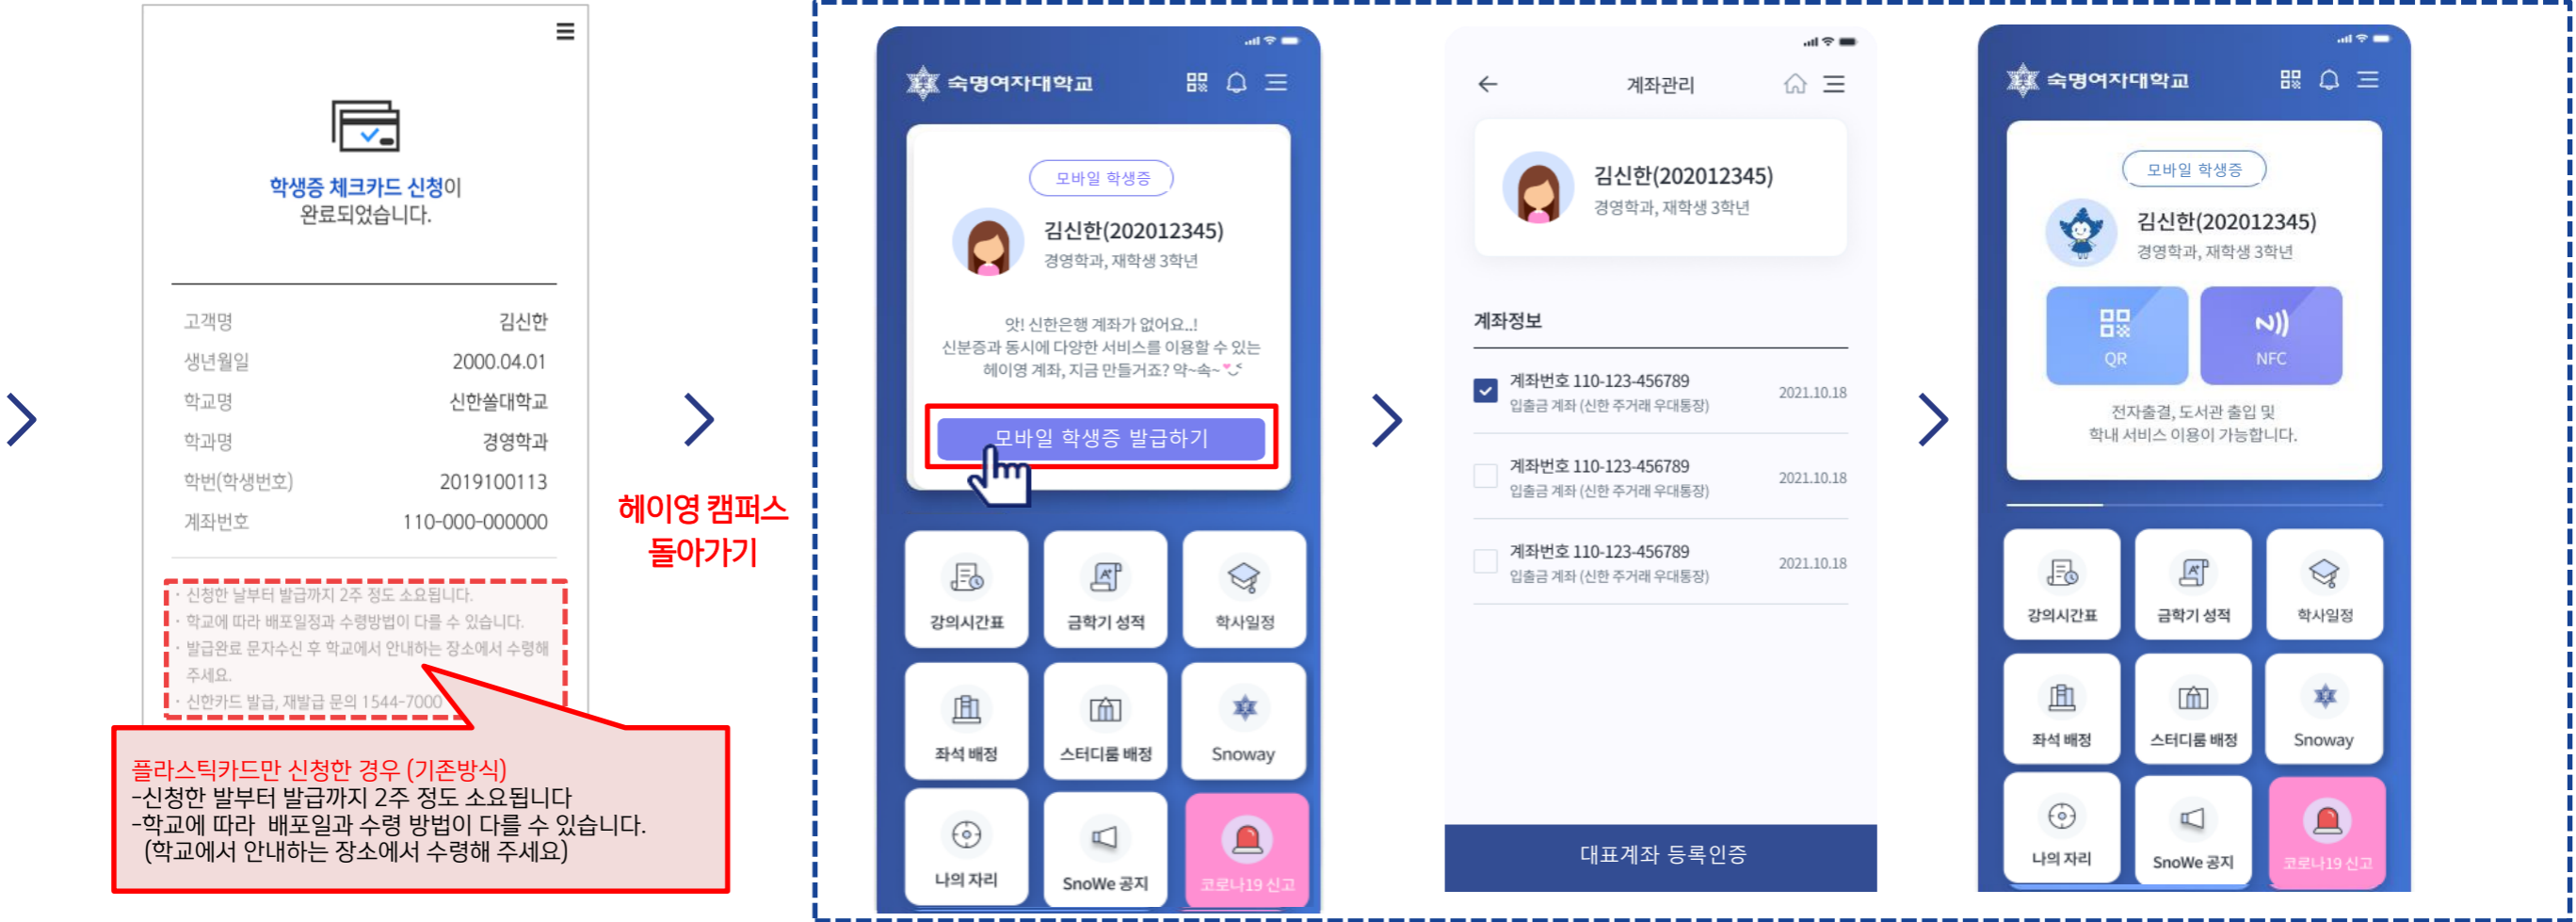 학생증 체크카드 신청이
완료되었습니다.
고객명 김신한
생년월일 2000.04.01
학교명 신한쏠대학교
학과명 경영학과
학번(학생번호) 2019100113
계좌번호 110-000-000000
· 신청한 날부터 발급까지 2주 정도 소요됩니다.
· 학교에 따라 배포일정과 수령방법이 다를 수 있습니다.
· 발급완료 문자수신 후 학교에서 안내하는 장소에서 수령해
주세요.
· 신한카드 발급, 재발급 문의 1544-7000
플라스틱카드만 신청한 경우 (기존방식)
-신청한 발부터 발급까지 2주 정도 소요됩니다
-학교에 따라 배포일과 수령 방법이 다를 수 있습니다.
(학교에서 안내하는 장소에서 수령해 주세요)
헤이영 캠퍼스
돌아가기
숙명여자대학교
모바일 학생증
김신한(202012345)
경영학과, 재학생 3학년
앗! 신한은행 계좌가 없어요..!
신분증과 동시에 다양한 서비스를 이용할 수 있는
헤이영 계좌, 지금 만들거죠? 약~속~
모바일 학생증 발급하기
강의시간표 금학기 성적 학사일정
좌석 배정 스터디룸 배정 Snoway
나의 자리 SnoWe 공지 코로나19 신고
계좌관리
김신한(202012345)
경영학과, 재학생 3학년
계좌정보
계좌번호 110-123-456789
입출금 계좌 (신한 주거래 우대통장) 2021.10.18
계좌번호 110-123-456789
입출금 계좌 (신한 주거래 우대통장) 2021.10.18
계좌번호 110-123-456789
입출금 계좌 (신한 주거래 우대통장) 2021.10.18
대표계좌 등록인증
숙명여자대학교
모바일 학생증
김신한(202012345)
경영학과, 재학생 3학년
QR NFC
전자출결, 도서관 출입 및
학내 서비스 이용이 가능합니다.
강의시간표 금학기 성적 학사일정
좌석 배정 스터디룸 배정 Snoway
나의 자리 SnoWe 공지 코로나19 신고